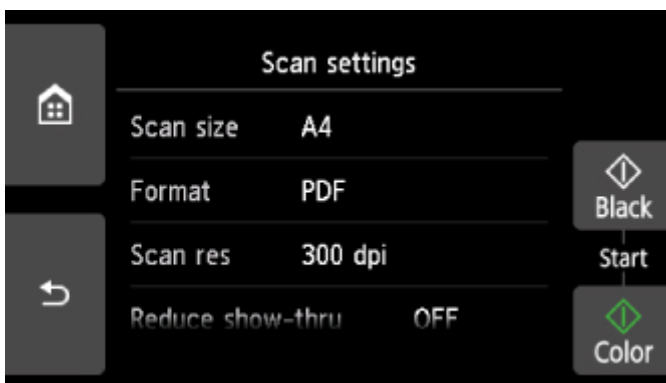 Scan settings
Scan size A4
Format PDF
Scan res 300 dpi
Reduce show-thru OFF
Black
Start
Color